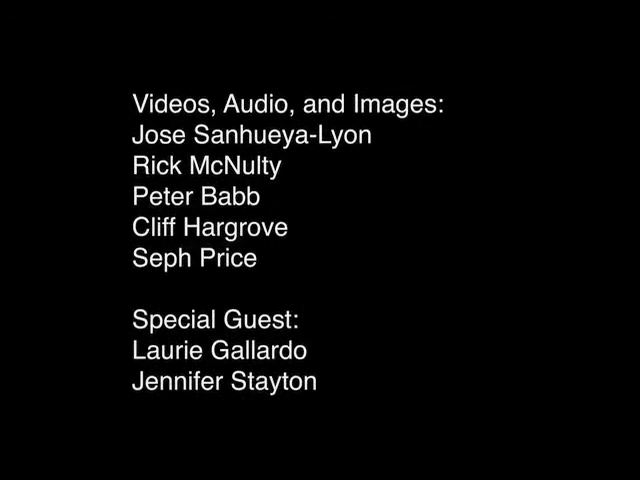 Videos, Audio, and Images:
Jose Sanhueya-Lyon
Rick McNulty
Peter Babb
Cliff Hargrove
Seph Price
Special Guest:
Laurie Gallardo
Jennifer Stayton